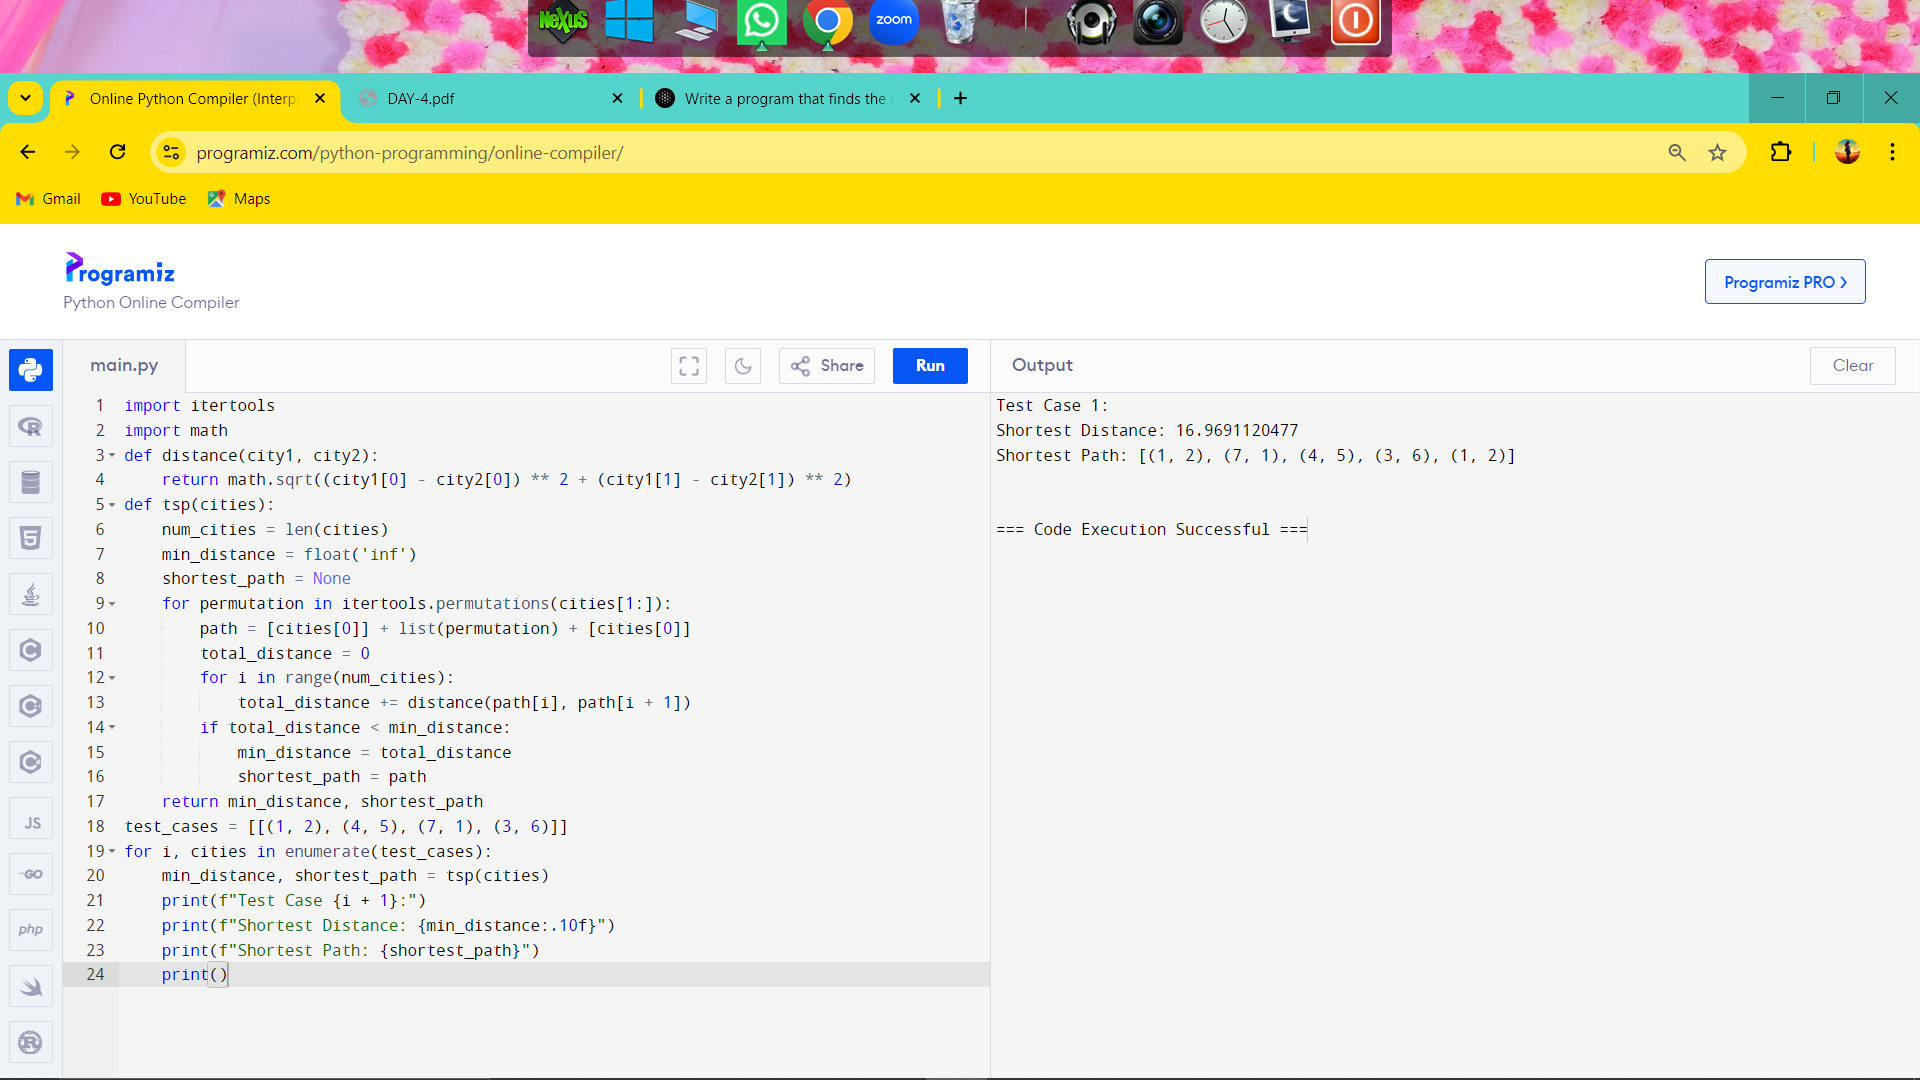 NeXuS
zoom
Online Python Compiler (Interp
DAY-4.pdf
Write a program that finds the
programiz.com/python-programming/online-compiler/
Gmail
YouTube
Maps
Programiz
Python Online Compiler
Programiz PRO >
main.py
Share
Run
Output
Clear
1 import itertools
2 import math
3 def distance(city1, city2):
4 return math.sqrt((city1[0] - city2[0]) ** 2 + (city1[1] - city2[1]) ** 2)
5 def tsp(cities):
6 num_cities = len(cities)
7 min_distance = float('inf')
8 shortest_path = None
9 for permutation in itertools.permutations(cities[1:]):
10 path = [cities[0]] + list(permutation) + [cities[0]]
11 total_distance = 0
12 for i in range(num_cities):
13 total_distance += distance(path[i], path[i + 1])
14 if total_distance < min_distance:
15 min_distance = total_distance
16 shortest_path = path
17 return min_distance, shortest_path
18 test_cases = [[(1, 2), (4, 5), (7, 1), (3, 6)]]
19 for i, cities in enumerate(test_cases):
20 min_distance, shortest_path = tsp(cities)
21 print(f"Test Case {i + 1}:")
22 print(f"Shortest Distance: {min_distance:.10f}")
23 print(f"Shortest Path: {shortest_path}")
24 print()
Test Case 1:
Shortest Distance: 16.9691120477
Shortest Path: [(1, 2), (7, 1), (4, 5), (3, 6), (1, 2)]
=== Code Execution Successful ===
JS
GO
php